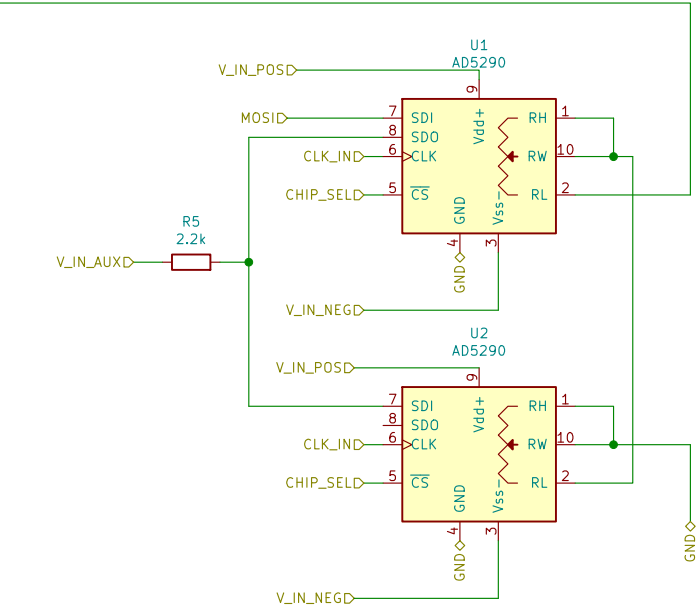 U1
AD5290
V_IN_POS
9
Vdd+
MOSI
7
SDI
RH
1
8
SDO
CLK_IN
6
CLK
RW
10
CHIP_SEL
5
CS
RL
2
GND
Vss-
4
3
GND
V_IN_NEG
R5
2.2k
V_IN_AUX
U2
AD5290
V_IN_POS
9
Vdd+
7
SDI
RH
1
8
SDO
CLK_IN
6
CLK
RW
10
CHIP_SEL
5
CS
RL
2
GND
Vss-
4
3
GND
GND
V_IN_NEG